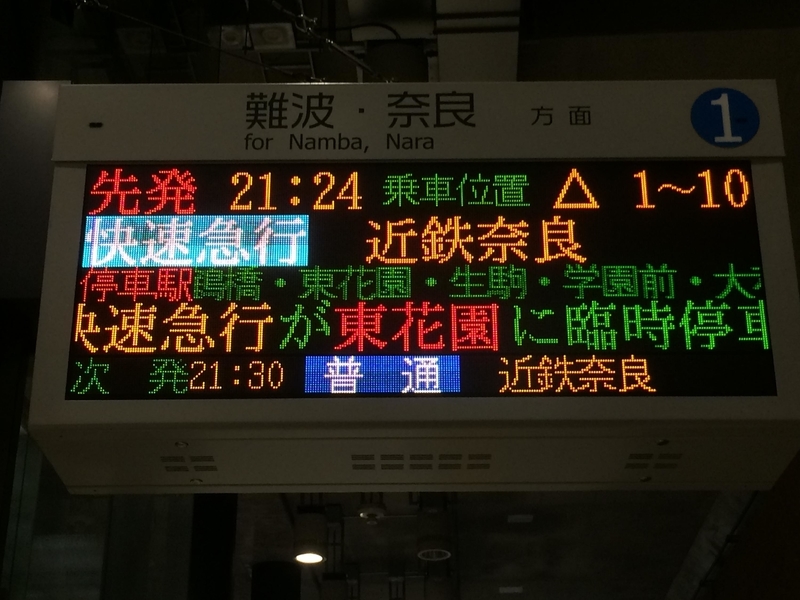 難波・奈良 方面 1
for Namba, Nara
先発 21:24 乗車位置 △ 1～10
快速急行 近鉄奈良
停車駅 鶴橋・東花園・生駒・学園前・大
快速急行が東花園に臨時停車
次発 21:30 普通 近鉄奈良